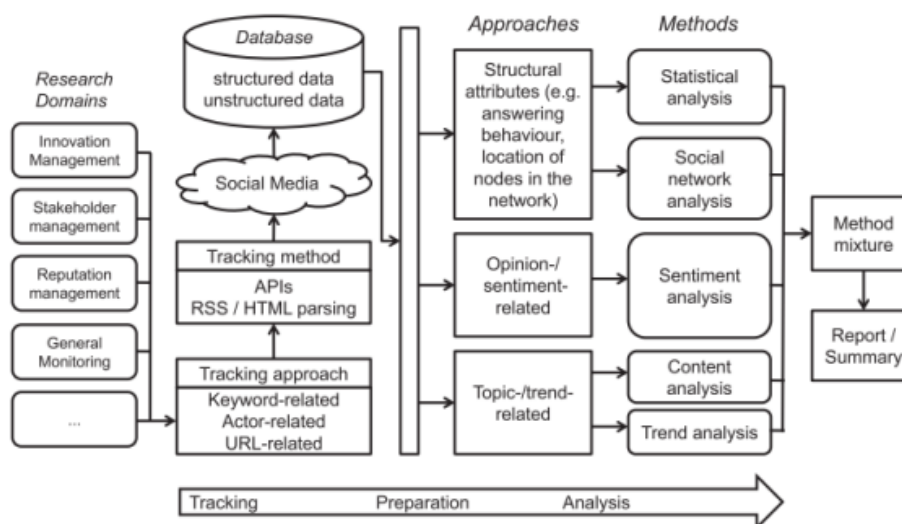 Research
Domains
Innovation
Management
Stakeholder
management
Reputation
management
General
Monitoring
...
Database
structured data
unstructured data
Social Media
Tracking method
APIs
RSS / HTML parsing
Tracking approach
Keyword-related
Actor-related
URL-related
Approaches
Structural
attributes (e.g.
answering
behaviour,
location of
nodes in the
network)
Opinion-/
sentiment-
related
Topic-/trend-
related
Methods
Statistical
analysis
Social
network
analysis
Sentiment
analysis
Content
analysis
Trend analysis
Method
mixture
Report /
Summary
Tracking Preparation Analysis